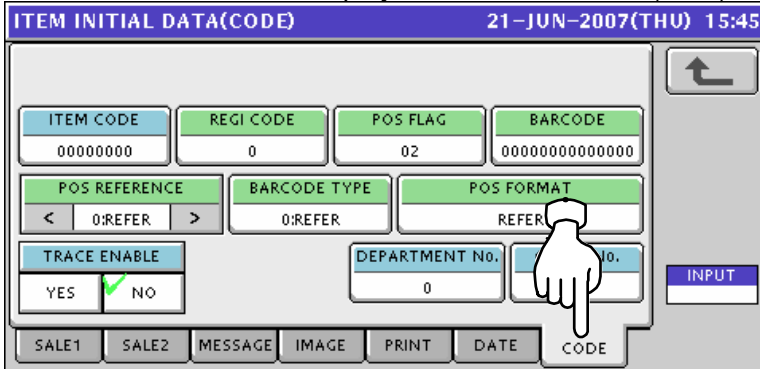 ITEM INITIAL DATA(CODE) 21-JUN-2007(THU) 15:45
ITEM CODE REGI CODE POS FLAG BARCODE
00000000 0 02 00000000000000
POS REFERENCE BARCODE TYPE POS FORMAT
< 0:REFER > 0:REFER REFER
TRACE ENABLE DEPARTMENT No.
YES NO 0
INPUT
SALE1 SALE2 MESSAGE IMAGE PRINT DATE CODE